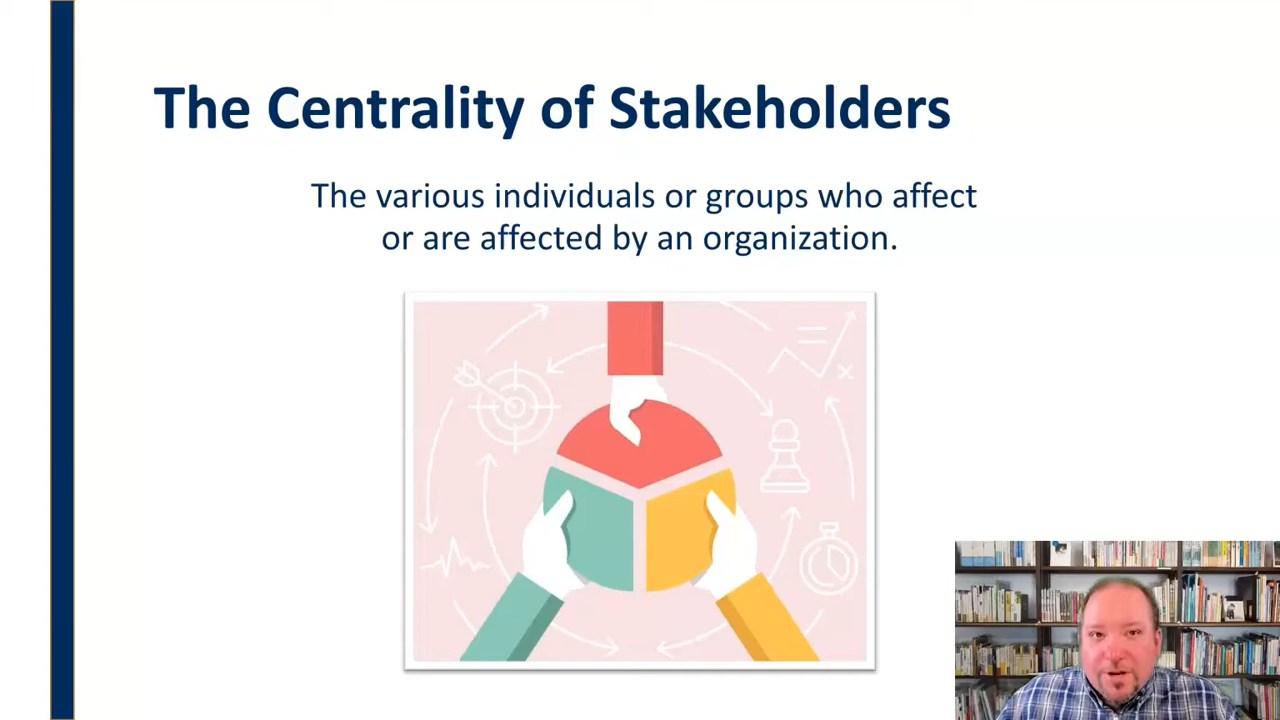 The Centrality of Stakeholders
The various individuals or groups who affect
or are affected by an organization.